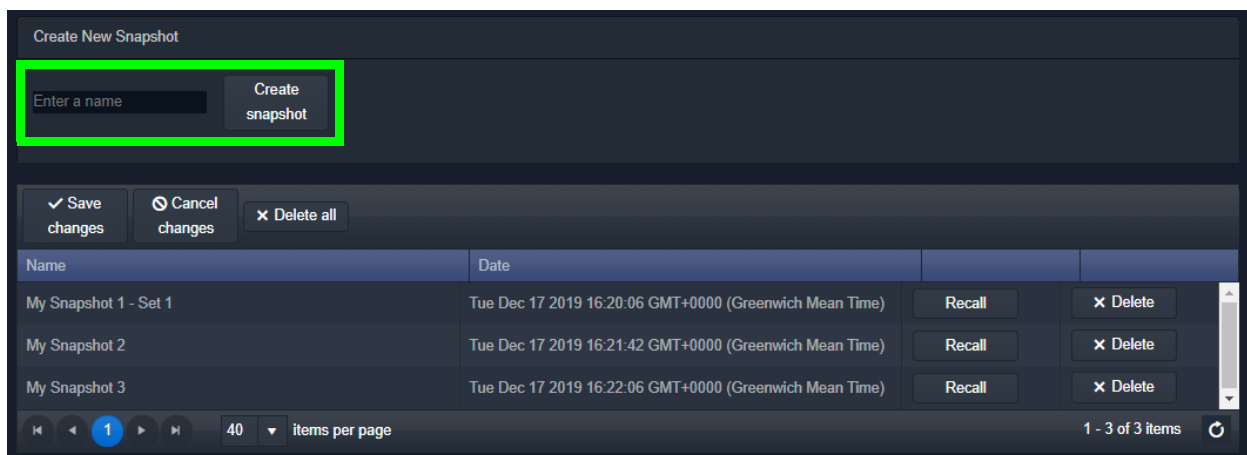 Create New Snapshot
Enter a name
Create
snapshot
Save
changes
Cancel
changes
Delete all
Name Date
My Snapshot 1 - Set 1 Tue Dec 17 2019 16:20:06 GMT+0000 (Greenwich Mean Time) Recall Delete
My Snapshot 2 Tue Dec 17 2019 16:21:42 GMT+0000 (Greenwich Mean Time) Recall Delete
My Snapshot 3 Tue Dec 17 2019 16:22:06 GMT+0000 (Greenwich Mean Time) Recall Delete
1 40 items per page 1 - 3 of 3 items